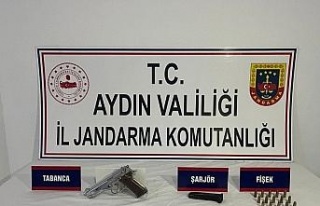 T.C.
AYDIN VALİLİĞİ
İL JANDARMA KOMUTANLIĞI
TABANCA
ŞARJÖR
FİŞEK